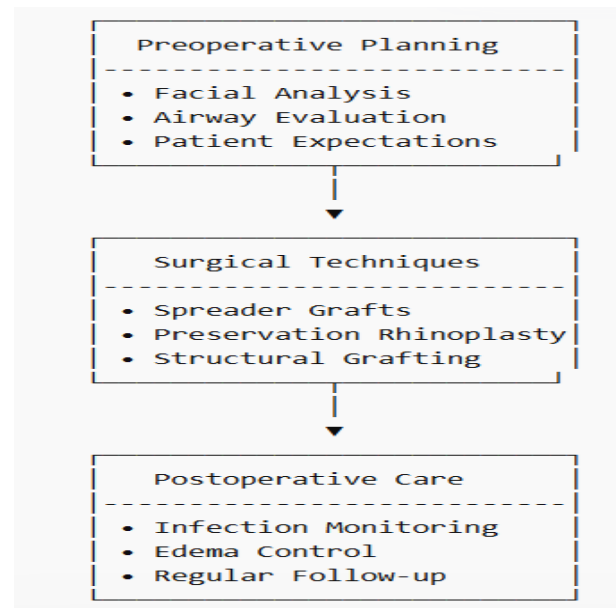 Preoperative Planning
• Facial Analysis
• Airway Evaluation
• Patient Expectations
Surgical Techniques
• Spreader Grafts
• Preservation Rhinoplasty
• Structural Grafting
Postoperative Care
• Infection Monitoring
• Edema Control
• Regular Follow-up